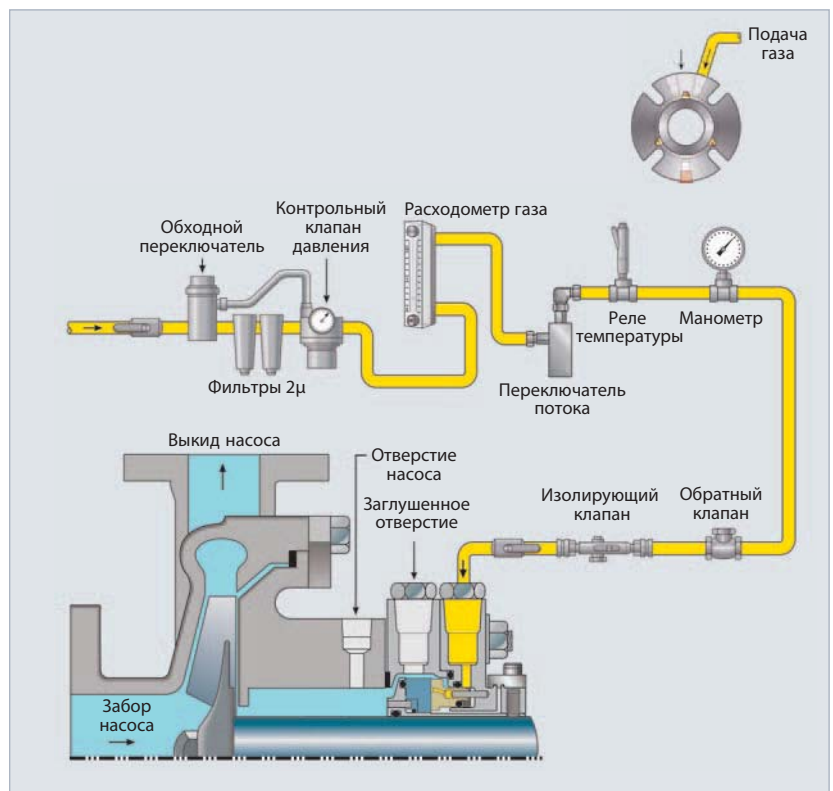 Подача
газа
Обходной
переключатель
Контрольный
клапан
давления
Расходометр газа
Реле
температуры
Манометр
Фильтры 2μ
Переключатель
потока
Выкид насоса
Отверстие
насоса
Заглушенное
отверстие
Изолирующий
клапан
Обратный
клапан
Забор
насоса